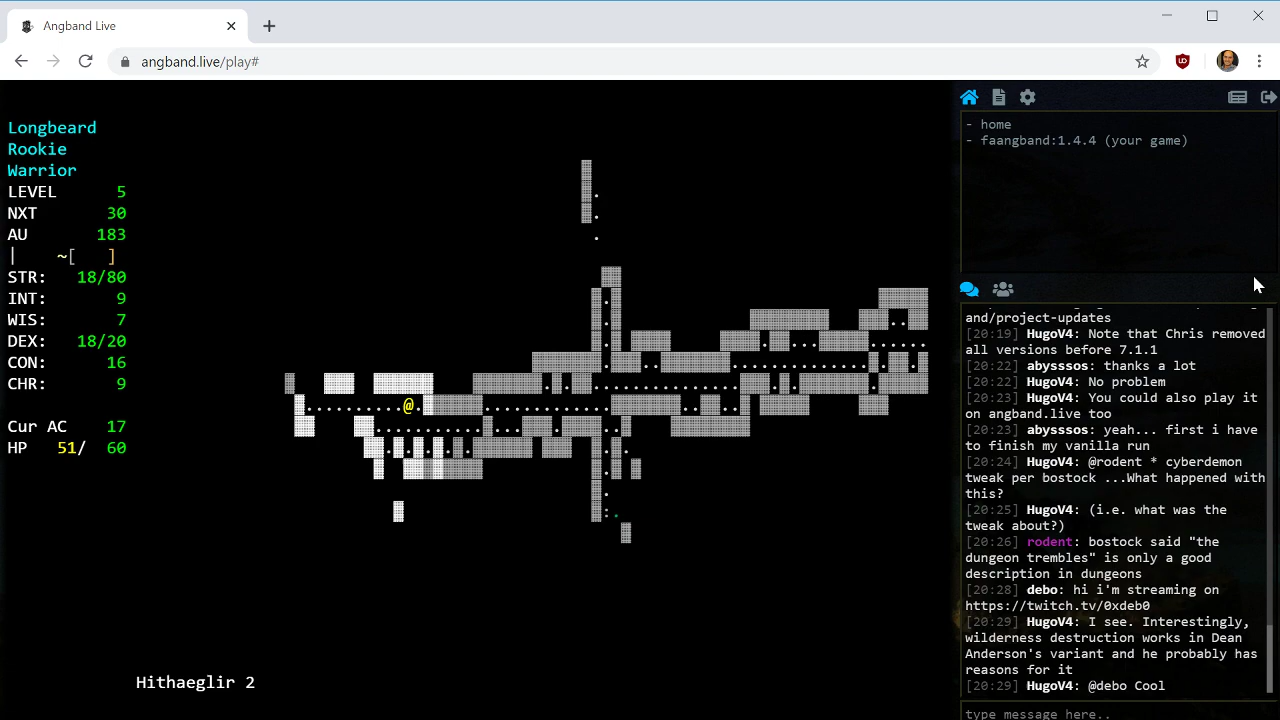 Angband Live
angband.live/play#
Longbeard
Rookie
Warrior
LEVEL 5
NXT 30
AU 183
| ~[ ]
STR: 18/80
INT: 9
WIS: 7
DEX: 18/20
CON: 16
CHR: 9
Cur AC 17
HP 51/ 60
@
Hithaeglir 2
- home
- faangband:1.4.4 (your game)
and/project-updates
[20:19] HugoV4: Note that Chris removed
all versions before 7.1.1
[20:22] abysssos: thanks a lot
[20:22] HugoV4: No problem
[20:23] HugoV4: You could also play it
on angband.live too
[20:23] abysssos: yeah... first i have
to finish my vanilla run
[20:24] HugoV4: @rodent * cyberdemon
tweak per bostock ...What happened with
this?
[20:25] HugoV4: (i.e. what was the
tweak about?)
[20:26] rodent: bostock said "the
dungeon trembles" is only a good
description in dungeons
[20:28] debo: hi i'm streaming on
https://twitch.tv/0xdeb0
[20:29] HugoV4: I see. Interestingly,
wilderness destruction works in Dean
Anderson's variant and he probably has
reasons for it
[20:29] HugoV4: @debo Cool
type message here..